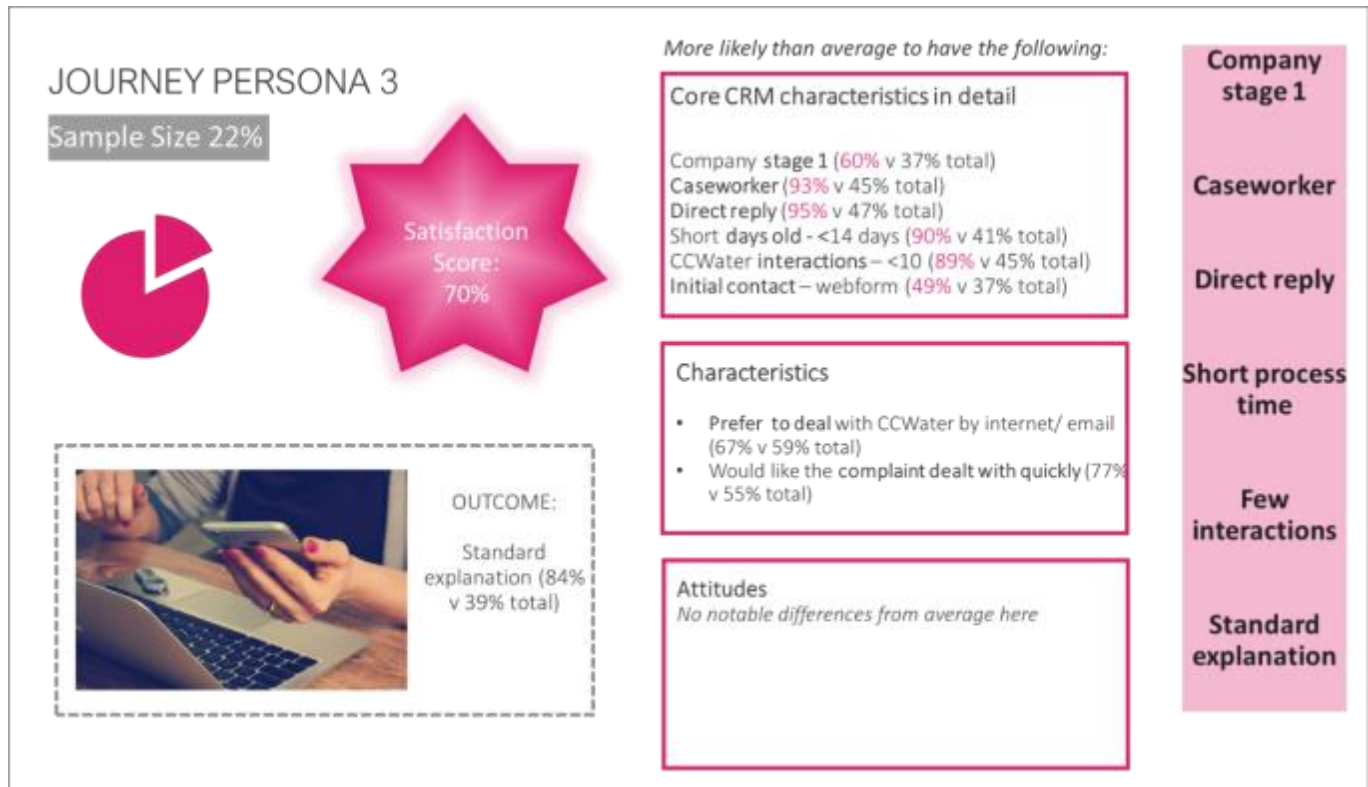 JOURNEY PERSONA 3
Sample Size 22%
Satisfaction
Score:
70%
OUTCOME:
Standard
explanation (84%
v 39% total)
More likely than average to have the following:
Core CRM characteristics in detail
Company stage 1 (60% v 37% total)
Caseworker (93% v 45% total)
Direct reply (95% v 47% total)
Short days old - <14 days (90% v 41% total)
CCWater interactions – <10 (89% v 45% total)
Initial contact – webform (49% v 37% total)
Characteristics
• Prefer to deal with CCWater by internet/ email
(67% v 59% total)
• Would like the complaint dealt with quickly (77%
v 55% total)
Attitudes
No notable differences from average here
Company
stage 1
Caseworker
Direct reply
Short process
time
Few
interactions
Standard
explanation